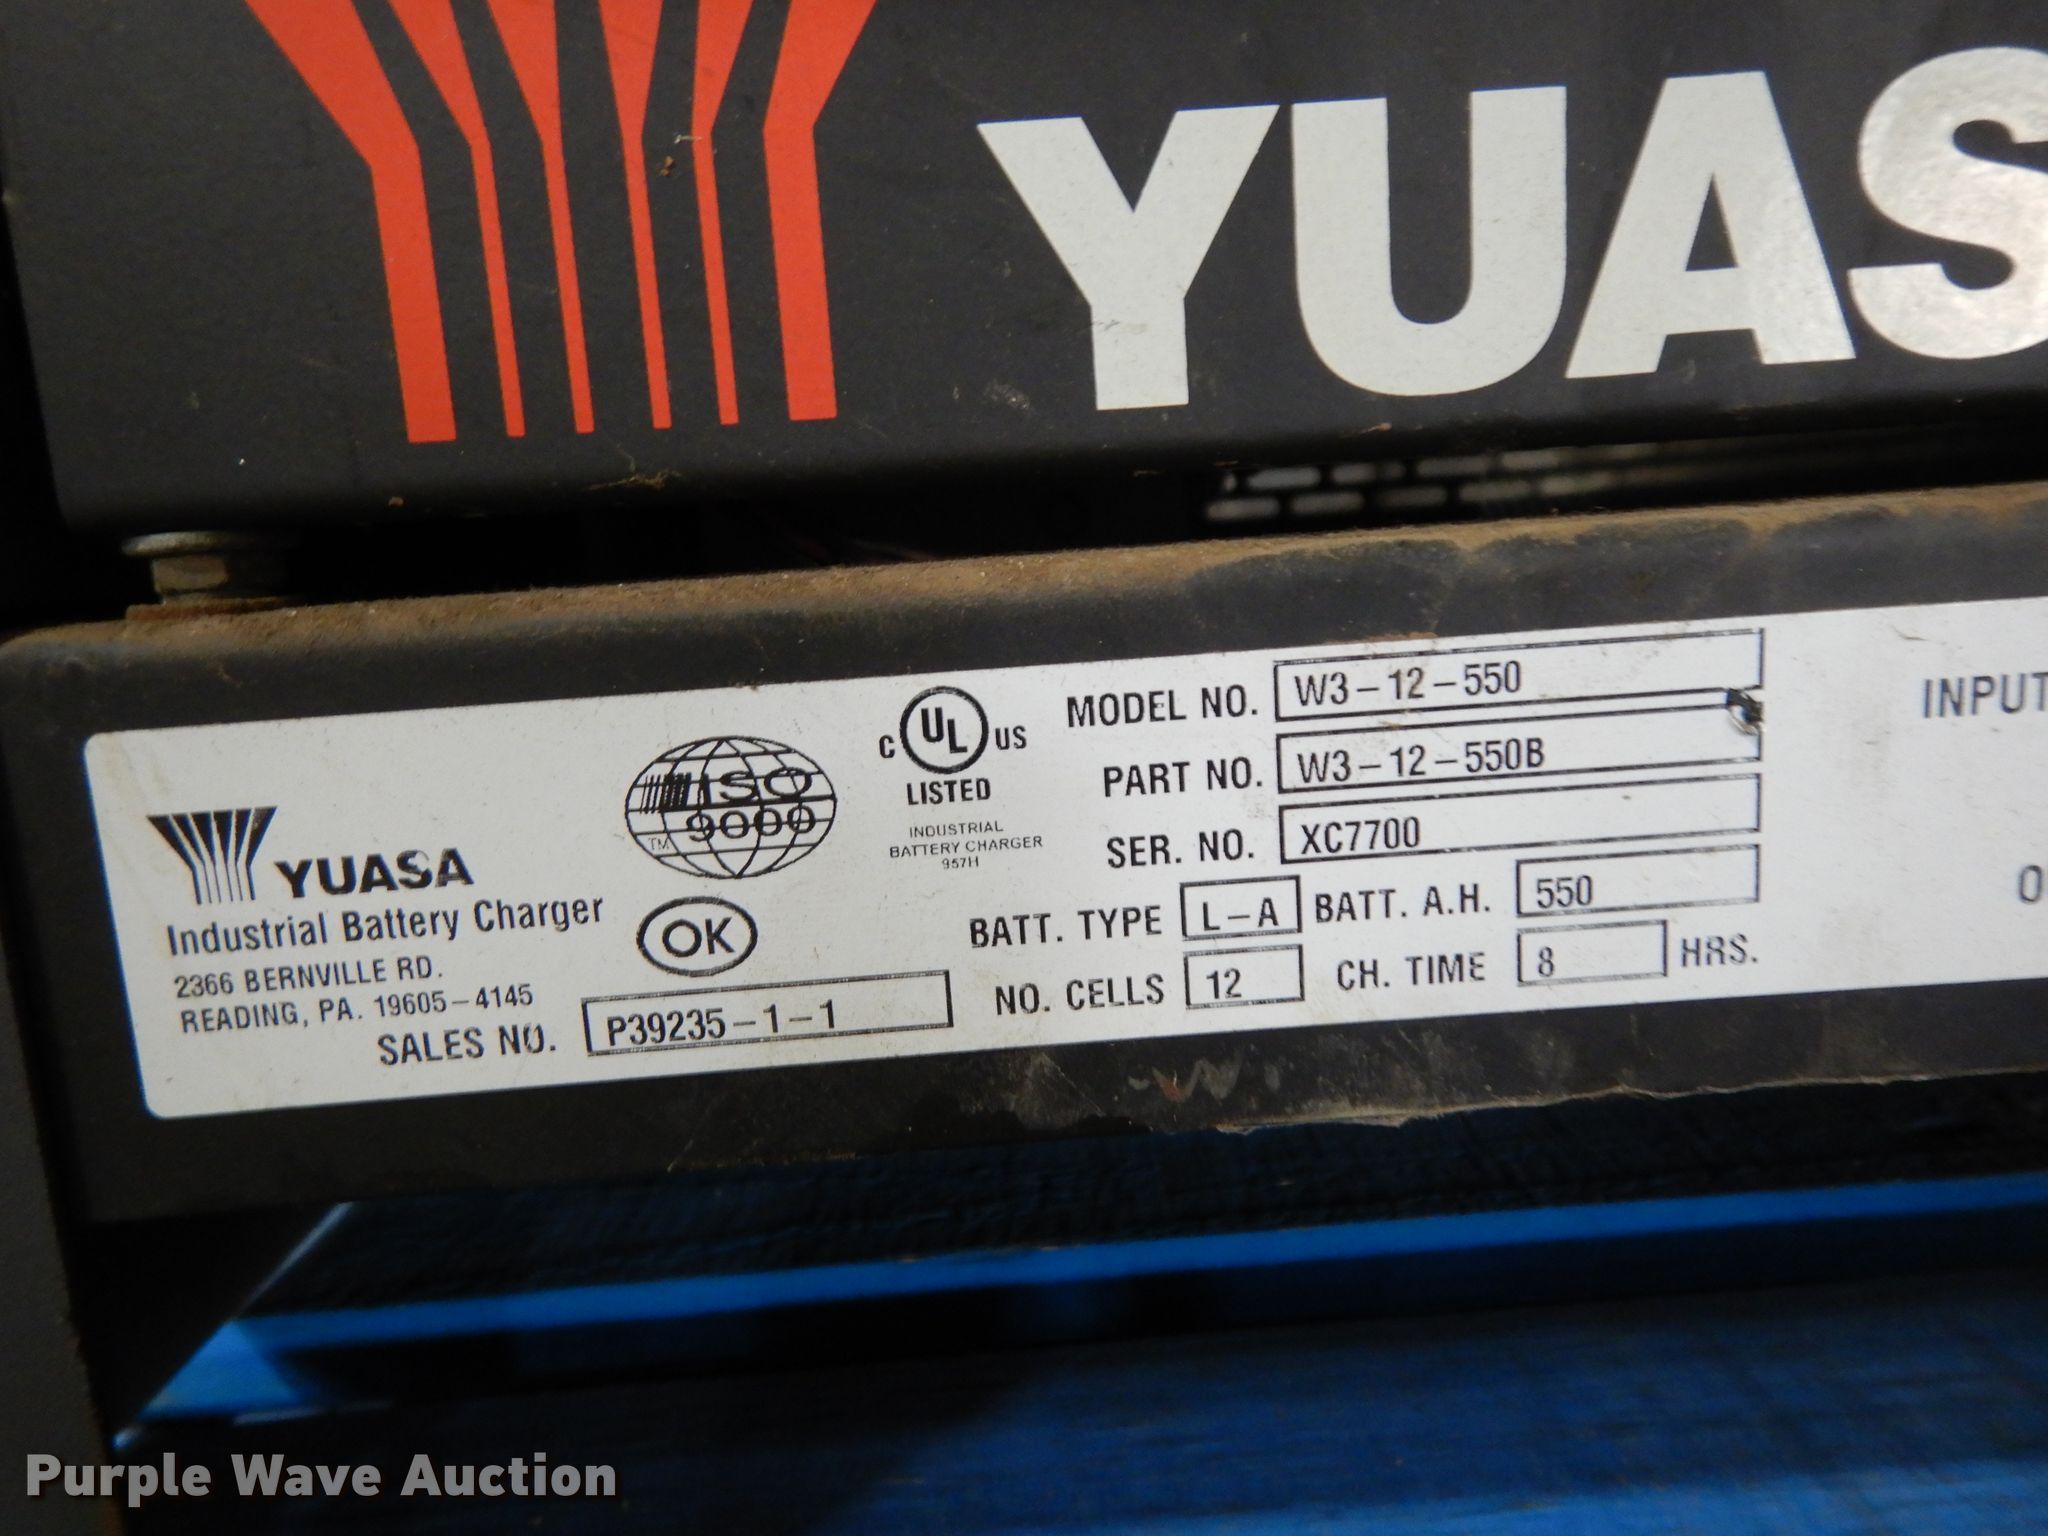 YUAS
YUASA
Industrial Battery Charger
2366 BERNVILLE RD.
READING, PA. 19605-4145
SALES NO. P39235-1-1
ISO
9000
TM
OK
C UL US
LISTED
INDUSTRIAL
BATTERY CHARGER
957H
MODEL NO. W3-12-550
PART NO. W3-12-550B
SER. NO. XC7700
BATT. TYPE L-A BATT. A.H. 550
NO. CELLS 12 CH. TIME 8 HRS.
INPUT
Purple Wave Auction